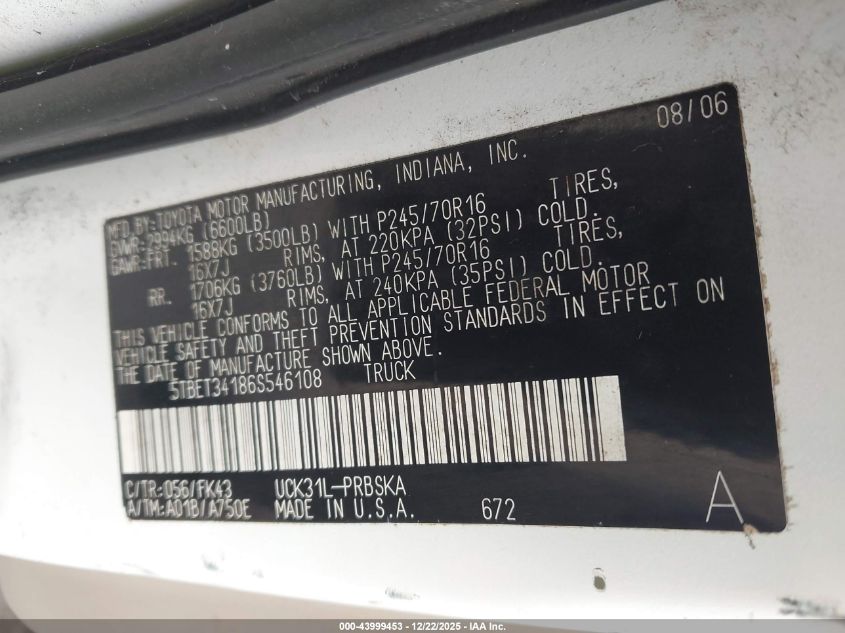 08/06
MFD BY:TOYOTA MOTOR MANUFACTURING, INDIANA, INC.
GVWR:2994KG (6600LB)
GAWR:FRT. 1588KG (3500LB) WITH P245/70R16 TIRES,
16X7J RIMS, AT 220KPA (32PSI) COLD.
RR. 1706KG (3760LB) WITH P245/70R16 TIRES,
16X7J RIMS, AT 240KPA (35PSI) COLD.
THIS VEHICLE CONFORMS TO ALL APPLICABLE FEDERAL MOTOR
VEHICLE SAFETY AND THEFT PREVENTION STANDARDS IN EFFECT ON
THE DATE OF MANUFACTURE SHOWN ABOVE.
5TBET34186S546108 TRUCK
C/TR:056/FK43 UCK31L-PRBSKA
A/TM:A01B/A750E MADE IN U.S.A. 672 A
000-43999453 - 12/22/2025 - IAA Inc.